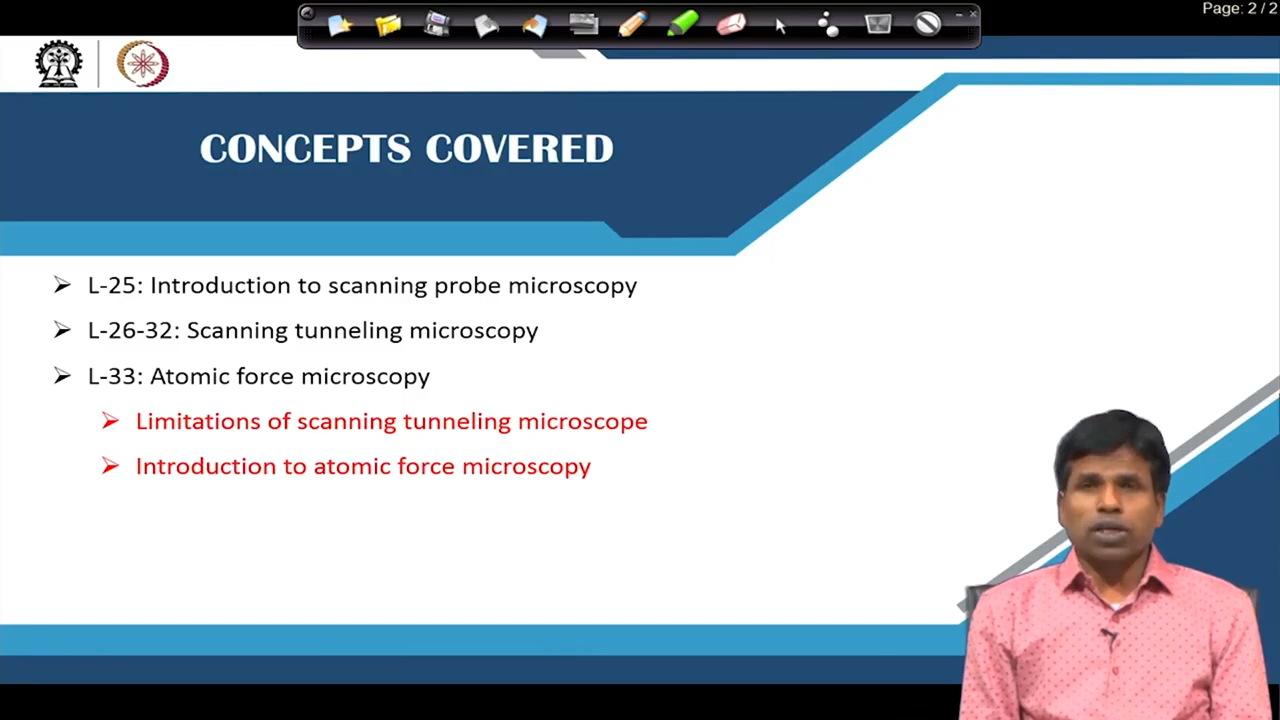 Page: 2 / 2
CONCEPTS COVERED
L-25: Introduction to scanning probe microscopy
L-26-32: Scanning tunneling microscopy
L-33: Atomic force microscopy
Limitations of scanning tunneling microscope
Introduction to atomic force microscopy